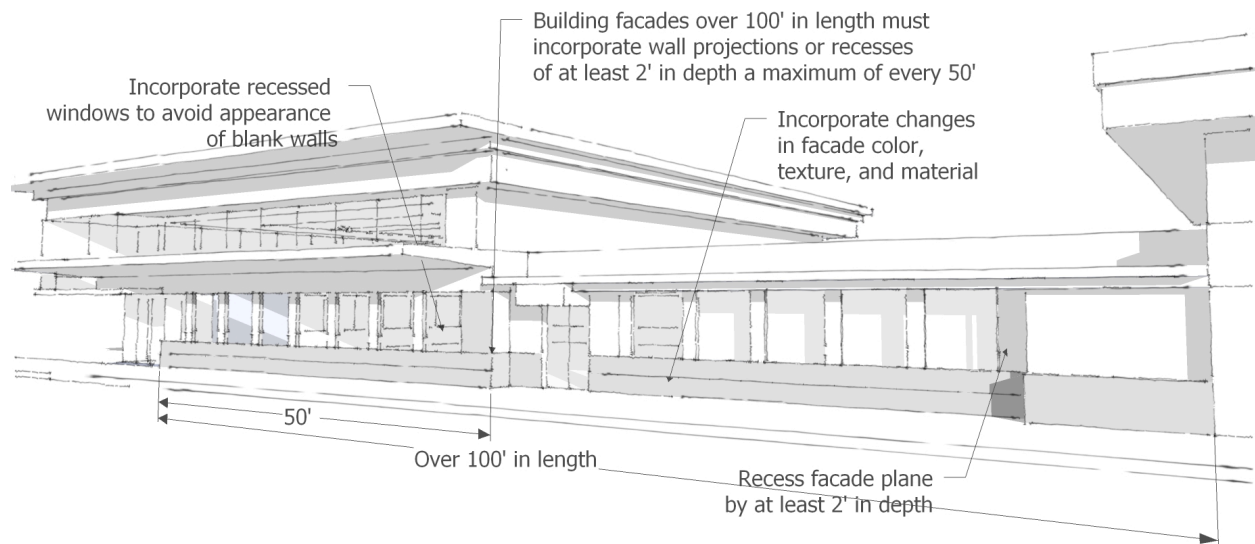 Building facades over 100' in length must
incorporate wall projections or recesses
of at least 2' in depth a maximum of every 50'
Incorporate recessed
windows to avoid appearance
of blank walls
Incorporate changes
in facade color,
texture, and material
50'
Over 100' in length
Recess facade plane
by at least 2' in depth